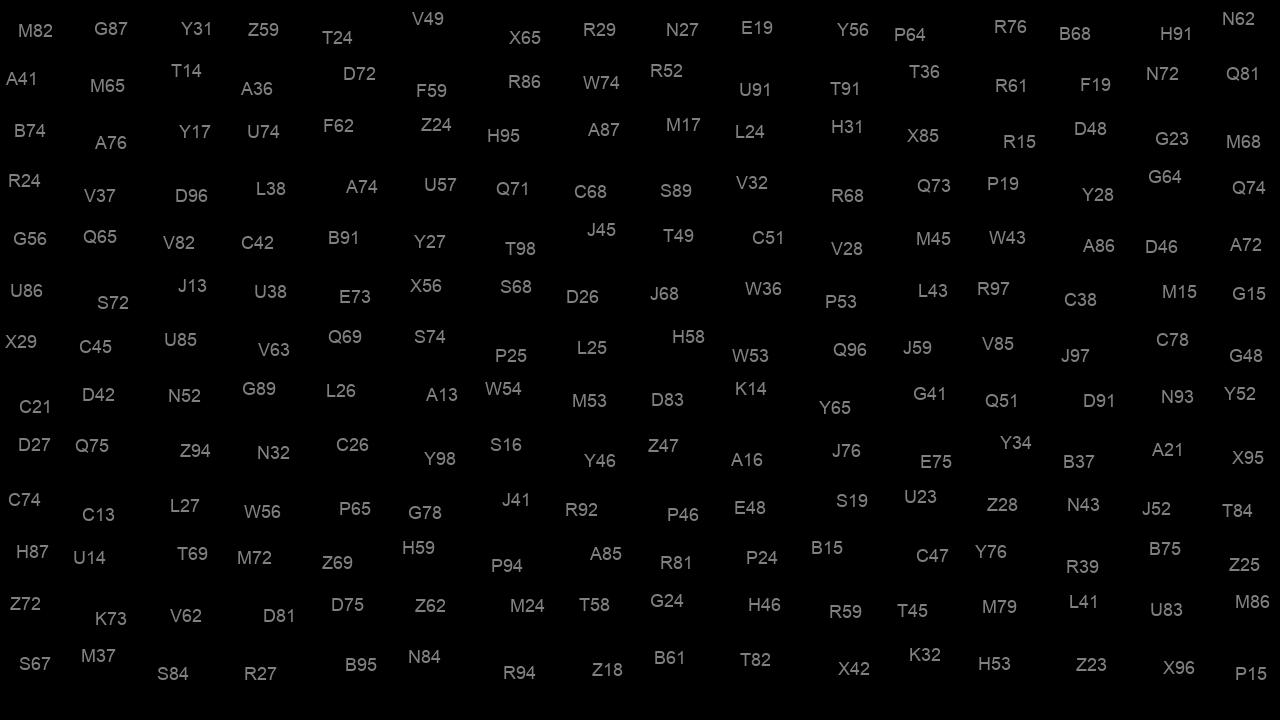 M82 G87 Y31 Z59 T24 V49 X65 R29 N27 E19 Y56 P64 R76 B68 H91 N62
A41 M65 T14 A36 D72 F59 R86 W74 R52 U91 T91 T36 R61 F19 N72 Q81
B74 A76 Y17 U74 F62 Z24 H95 A87 M17 L24 H31 X85 R15 D48 G23 M68
R24 V37 D96 L38 A74 U57 Q71 C68 S89 V32 R68 Q73 P19 Y28 G64 Q74
G56 Q65 V82 C42 B91 Y27 T98 J45 T49 C51 V28 M45 W43 A86 D46 A72
U86 S72 J13 U38 E73 X56 S68 D26 J68 W36 P53 L43 R97 C38 M15 G15
X29 C45 U85 V63 Q69 S74 P25 L25 H58 W53 Q96 J59 V85 J97 C78 G48
C21 D42 N52 G89 L26 A13 W54 M53 D83 K14 Y65 G41 Q51 D91 N93 Y52
D27 Q75 Z94 N32 C26 Y98 S16 Y46 Z47 A16 J76 E75 Y34 B37 A21 X95
C74 C13 L27 W56 P65 G78 J41 R92 P46 E48 S19 U23 Z28 N43 J52 T84
H87 U14 T69 M72 Z69 H59 P94 A85 R81 P24 B15 C47 Y76 R39 B75 Z25
Z72 K73 V62 D81 D75 Z62 M24 T58 G24 H46 R59 T45 M79 L41 U83 M86
S67 M37 S84 R27 B95 N84 R94 Z18 B61 T82 X42 K32 H53 Z23 X96 P15